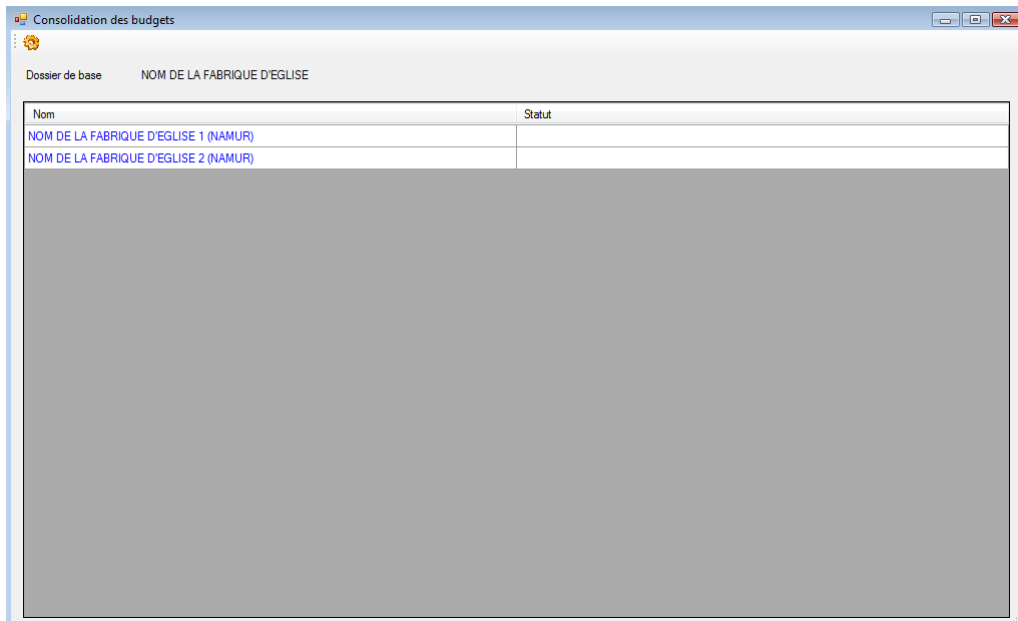 Consolidation des budgets
Dossier de base NOM DE LA FABRIQUE D'EGLISE
Nom Statut
NOM DE LA FABRIQUE D'EGLISE 1 (NAMUR)
NOM DE LA FABRIQUE D'EGLISE 2 (NAMUR)